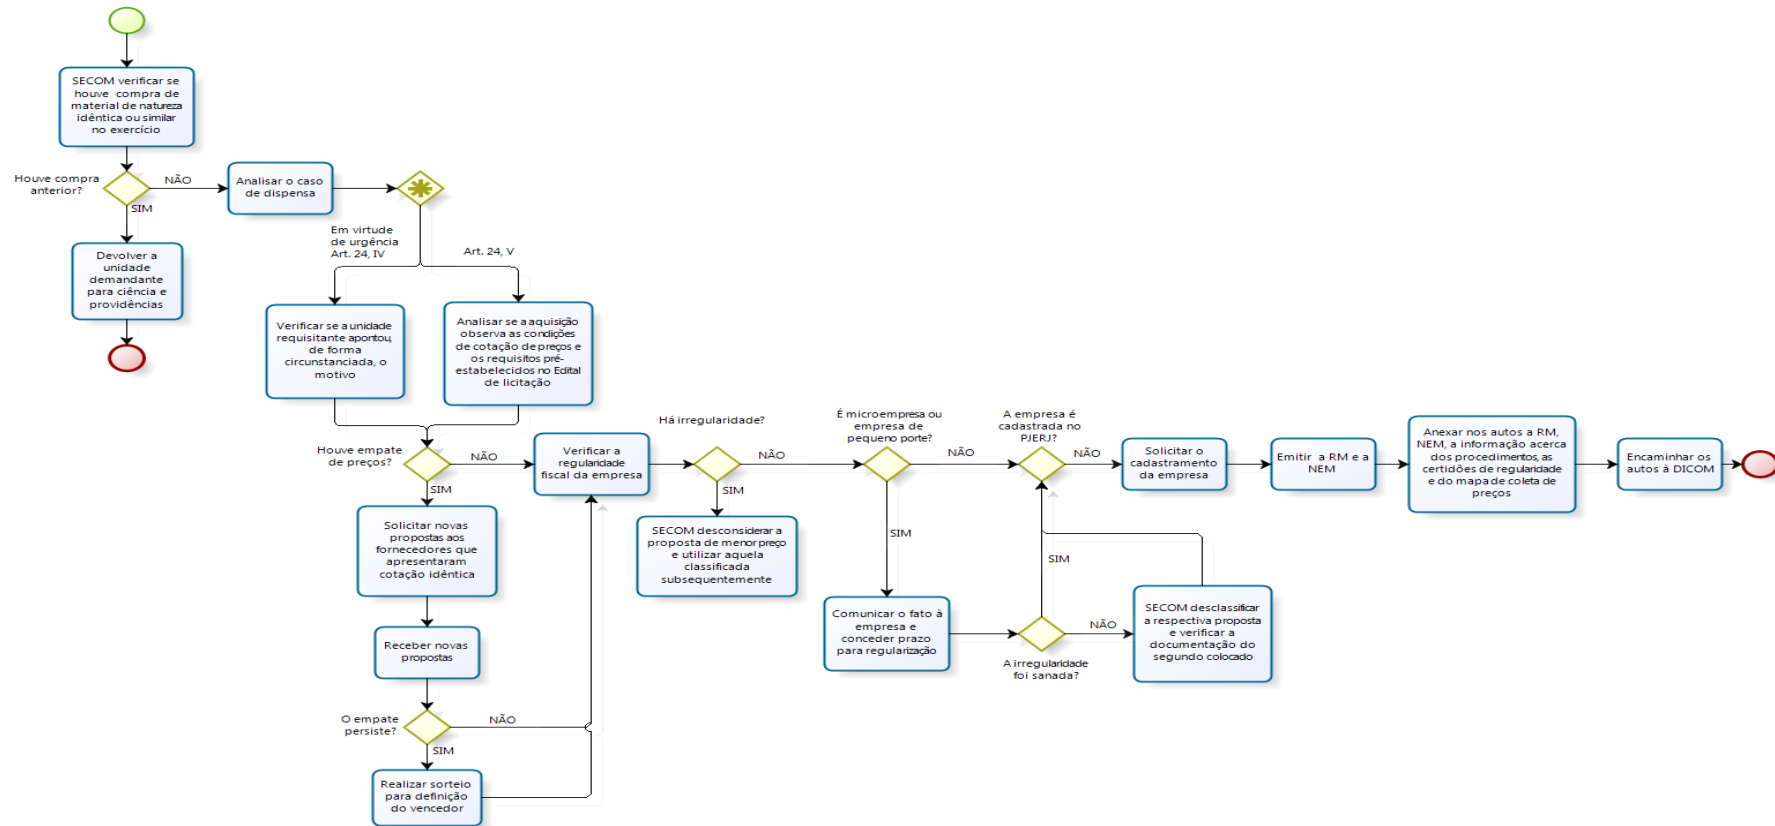 SECOM verificar se
houve compra de
material de natureza
idêntica ou similar
no exercício
Houve compra
anterior?
NÃO
SIM
Analisar o caso
de dispensa
Devolver a
unidade
demandante
para ciência e
providências
Em virtude
de urgência
Art. 24, IV
Art. 24, V
Verificar se a unidade
requisitante apontou,
de forma
circunstanciada, o
motivo
Analisar se a aquisição
observa as condições
de cotação de preços e
os requisitos pré-
estabelecidos no Edital
de licitação
Houve empate
de preços?
NÃO
SIM
Solicitar novas
propostas aos
fornecedores que
apresentaram
cotação idêntica
Receber novas
propostas
O empate
persiste?
NÃO
SIM
Realizar sorteio
para definição
do vencedor
Verificar a
regularidade
fiscal da empresa
Há irregularidade?
NÃO
SIM
SECOM desconsiderar a
proposta de menor preço
e utilizar aquela
classificada
subsequentemente
É microempresa ou
empresa de
pequeno porte?
NÃO
SIM
Comunicar o fato à
empresa e
conceder prazo
para regularização
A irregularidade
foi sanada?
SIM
NÃO
SECOM desclassificar
a respectiva proposta
e verificar a
documentação do
segundo colocado
A empresa é
cadastrada no
PJERJ?
NÃO
Solicitar o
cadastramento
da empresa
Emitir a RM e a
NEM
Anexar nos autos a RM,
NEM, a informação acerca
dos procedimentos, as
certidões de regularidade
e do mapa de coleta de
preços
Encaminhar os
autos à DICOM